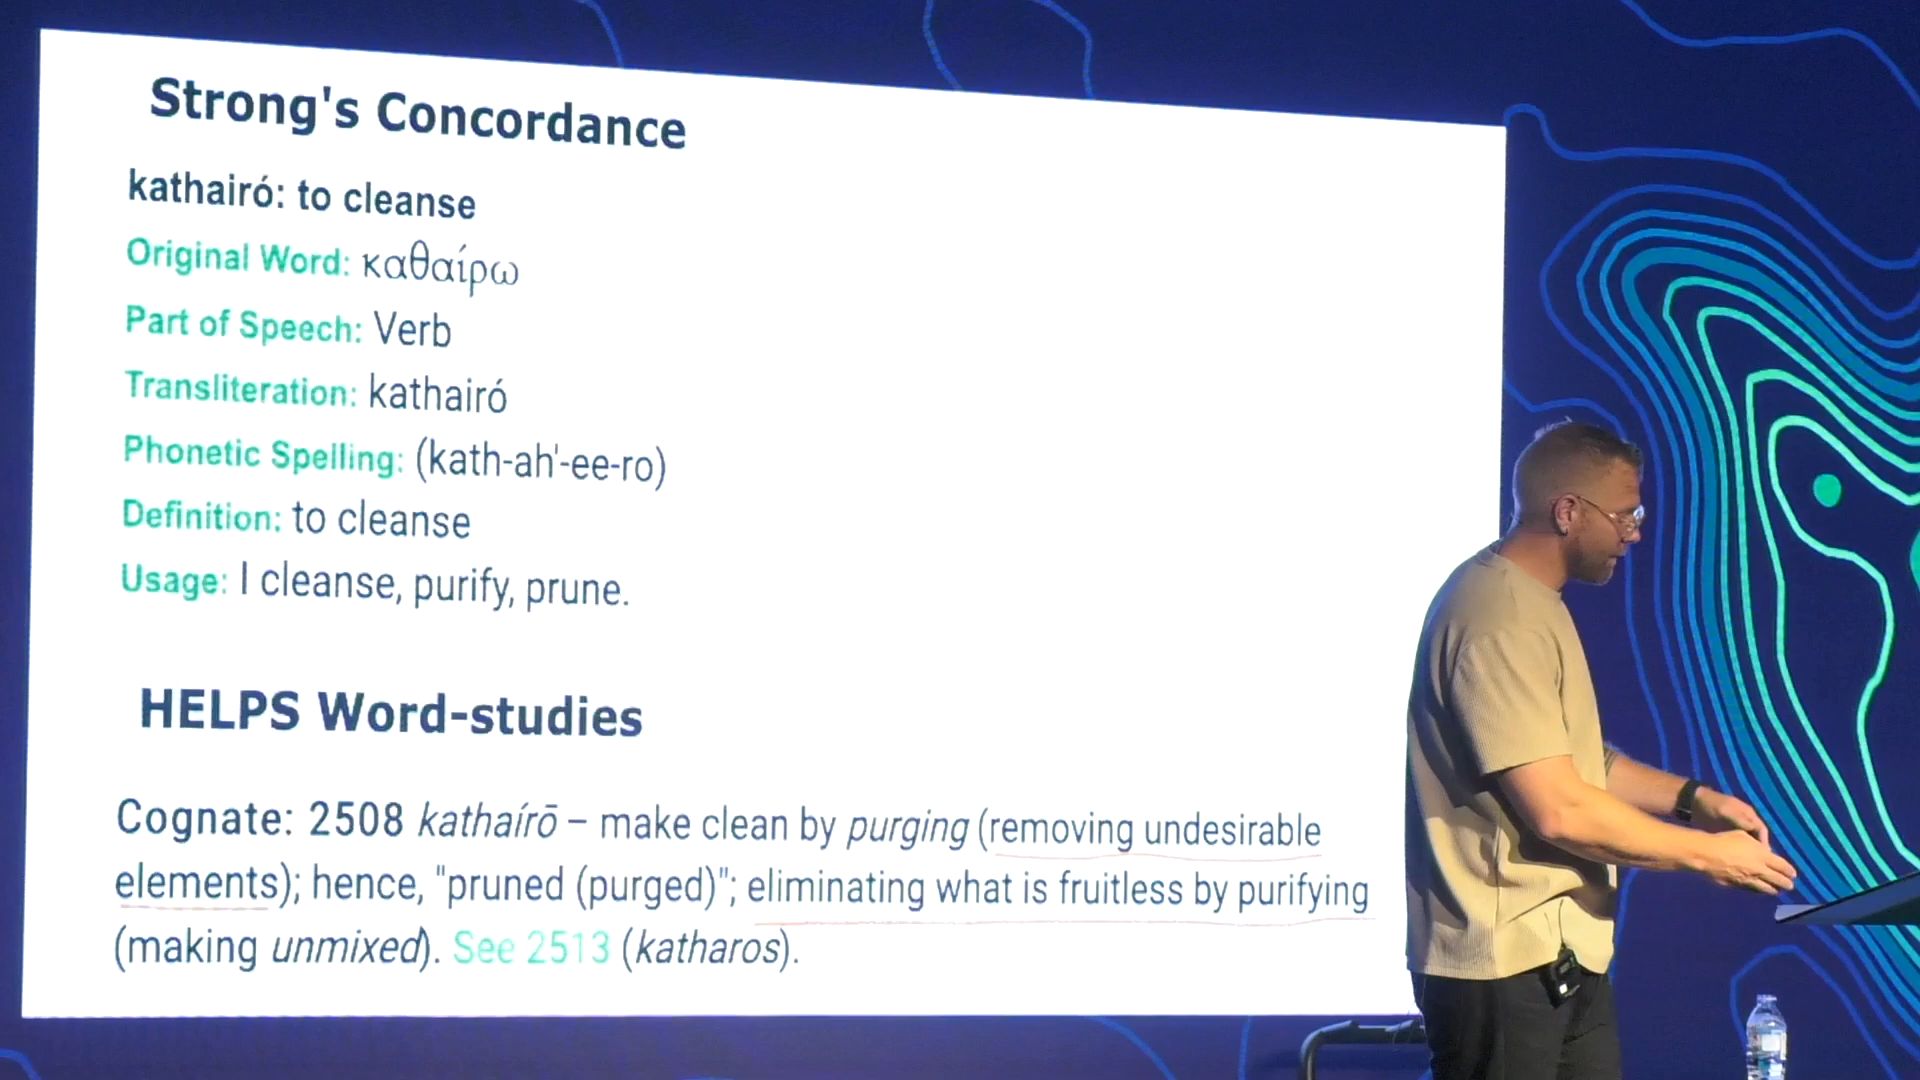 Strong's Concordance
kathairó: to cleanse
Original Word: καθαίρω
Part of Speech: Verb
Transliteration: kathairó
Phonetic Spelling: (kath-ah'-ee-ro)
Definition: to cleanse
Usage: I cleanse, purify, prune.
HELPS Word-studies
Cognate: 2508 kathaírō – make clean by purging (removing undesirable
elements); hence, "pruned (purged)"; eliminating what is fruitless by purifying
(making unmixed). See 2513 (katharos).